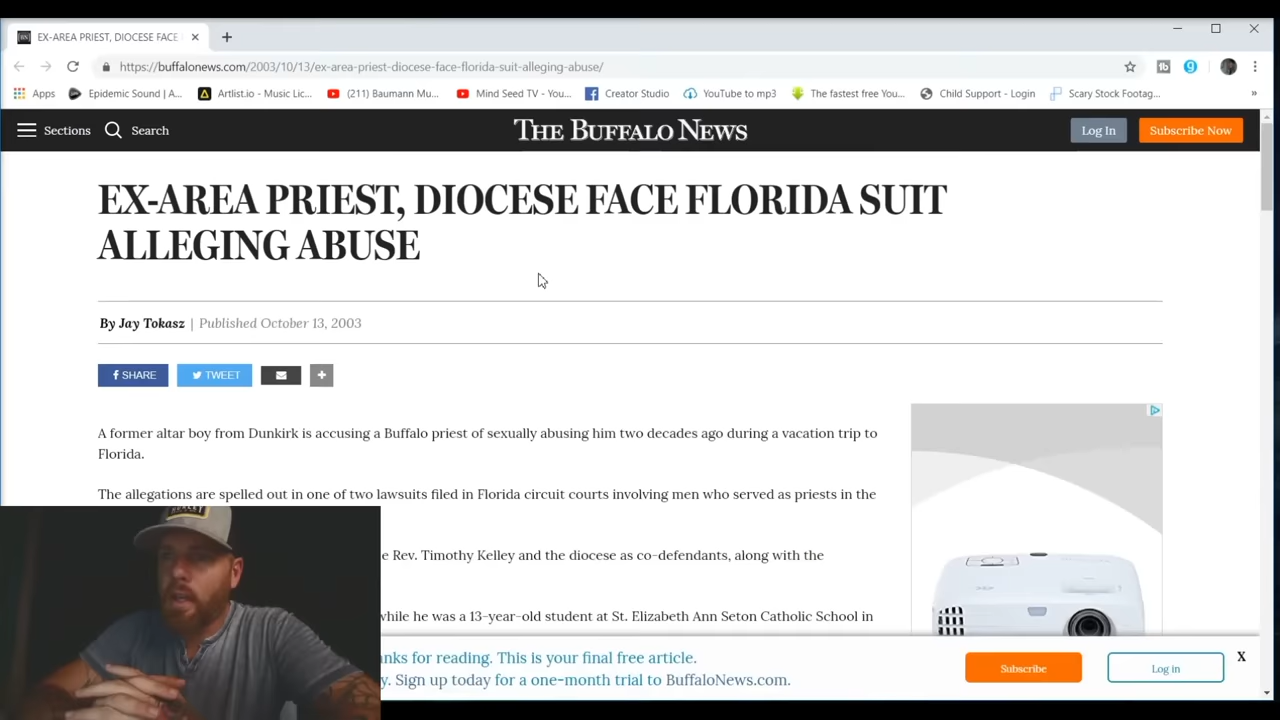 EX-AREA PRIEST, DIOCESE FACE
https://buffalonews.com/2003/10/13/ex-area-priest-diocese-face-florida-suit-alleging-abuse/
Apps Epidemic Sound | A... Artlist.io - Music Lic... (211) Baumann Mu... Mind Seed TV - You... Creator Studio YouTube to mp3 The fastest free You... Child Support - Login Scary Stock Footag... »
Sections Search THE BUFFALO NEWS Log In Subscribe Now
EX-AREA PRIEST, DIOCESE FACE FLORIDA SUIT
ALLEGING ABUSE
By Jay Tokasz | Published October 13, 2003
SHARE TWEET
A former altar boy from Dunkirk is accusing a Buffalo priest of sexually abusing him two decades ago during a vacation trip to
Florida.
The allegations are spelled out in one of two lawsuits filed in Florida circuit courts involving men who served as priests in the
Rev. Timothy Kelley and the diocese as co-defendants, along with the
while he was a 13-year-old student at St. Elizabeth Ann Seton Catholic School in
for reading. This is your final free article.
Sign up today for a one-month trial to BuffaloNews.com.
Subscribe Log in X